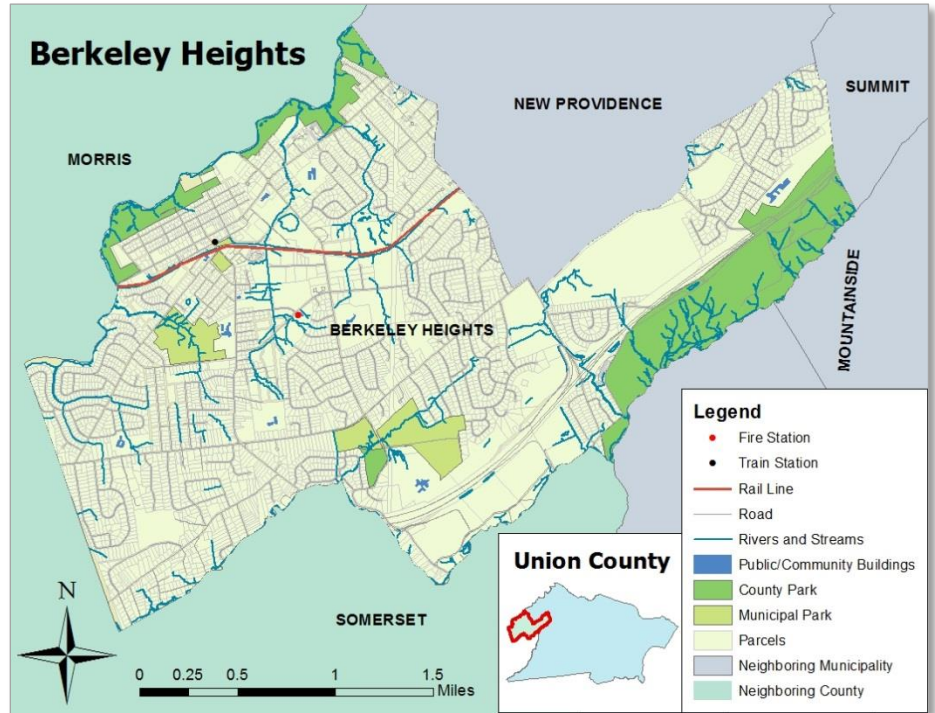 Berkeley Heights
NEW PROVIDENCE
SUMMIT
MORRIS
MOUNTAINSIDE
BERKELEY HEIGHTS
SOMERSET
N
0 0.25 0.5 1 1.5
Miles
Union County
Legend
Fire Station
Train Station
Rail Line
Road
Rivers and Streams
Public/Community Buildings
County Park
Municipal Park
Parcels
Neighboring Municipality
Neighboring County